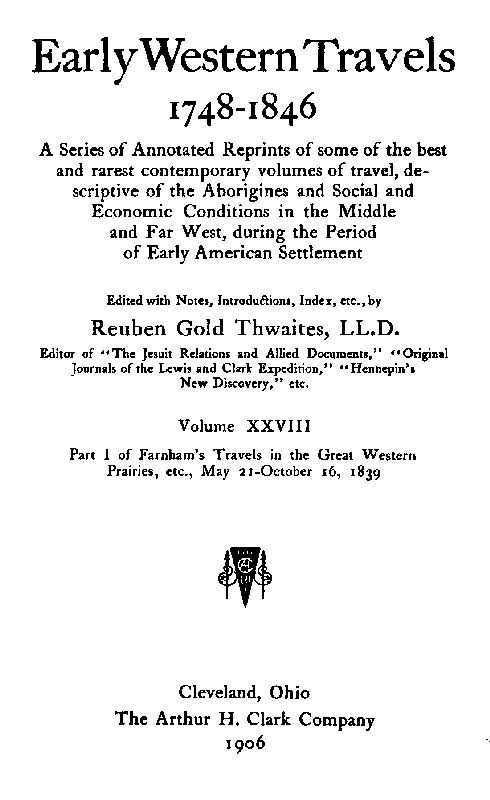 Early Western Travels
1748-1846
A Series of Annotated Reprints of some of the best
and rarest contemporary volumes of travel, de-
scriptive of the Aborigines and Social and
Economic Conditions in the Middle
and Far West, during the Period
of Early American Settlement
Edited with Notes, Introductions, Index, etc., by
Reuben Gold Thwaites, LL.D.
Editor of "The Jesuit Relations and Allied Documents," "Original
Journals of the Lewis and Clark Expedition," "Hennepin's
New Discovery," etc.
Volume XXVIII
Part I of Farnham's Travels in the Great Western
Prairies, etc., May 21-October 16, 1839
Cleveland, Ohio
The Arthur H. Clark Company
1906